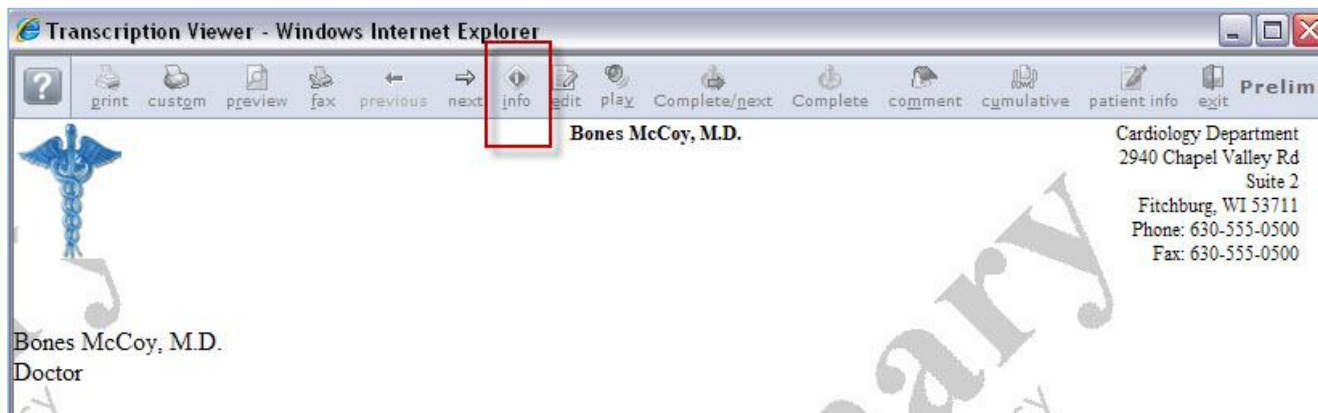 Transcription Viewer - Windows Internet Explorer
? print custom preview fax previous next info edit play Complete/next Complete comment cumulative patient info exit Prelim
Bones McCoy, M.D.
Cardiology Department
2940 Chapel Valley Rd
Suite 2
Fitchburg, WI 53711
Phone: 630-555-0500
Fax: 630-555-0500
Bones McCoy, M.D.
Doctor